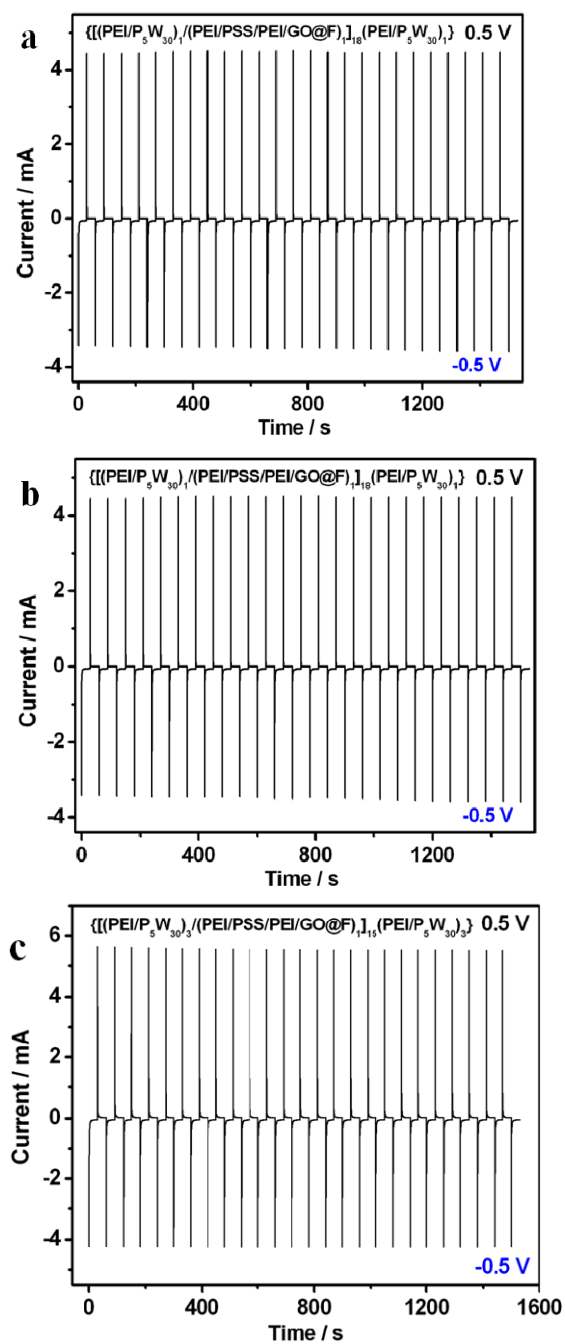 a
{[(PEI/P₅W₃₀)₁/(PEI/PSS/PEI/GO@F)₁]₁₈(PEI/P₅W₃₀)₁} 0.5 V
4
2
0
-2
-4
Current / mA
-0.5 V
0 400 800 1200
Time / s
b
{[(PEI/P₅W₃₀)₁/(PEI/PSS/PEI/GO@F)₁]₁₈(PEI/P₅W₃₀)₁} 0.5 V
4
2
0
-2
-4
Current / mA
-0.5 V
0 400 800 1200
Time / s
c
{[(PEI/P₅W₃₀)₃/(PEI/PSS/PEI/GO@F)₁]₁₅(PEI/P₅W₃₀)₃} 0.5 V
6
4
2
0
-2
-4
Current / mA
-0.5 V
0 400 800 1200 1600
Time / s